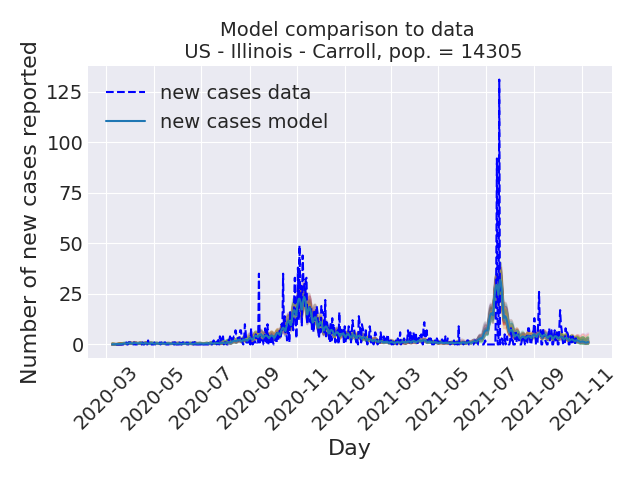 Model comparison to data
US - Illinois - Carroll, pop. = 14305
Number of new cases reported
125
100
75
50
25
0
new cases data
new cases model
2020-03
2020-05
2020-07
2020-09
2020-11
2021-01
2021-03
2021-05
2021-07
2021-09
2021-11
Day